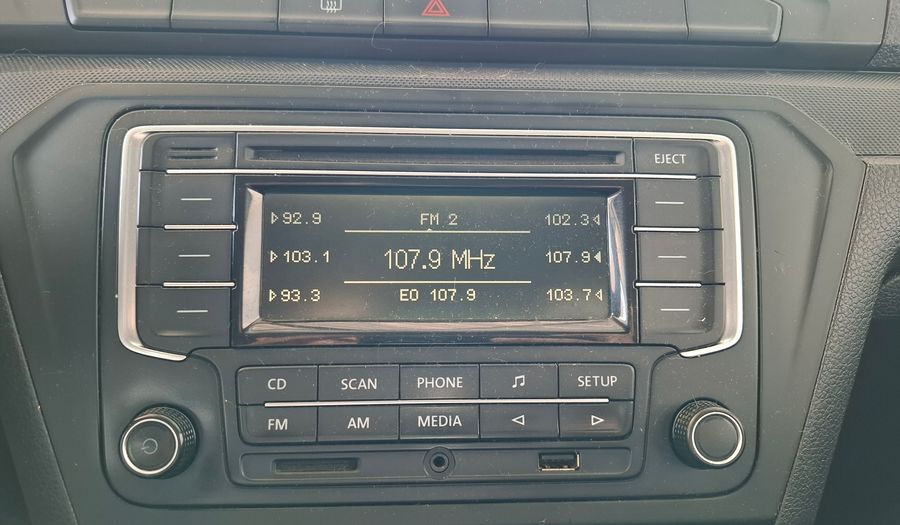 EJECT
92.9 FM 2 102.3
103.1 107.9 MHz 107.9
93.3 EO 107.9 103.7
CD SCAN PHONE SETUP
FM AM MEDIA